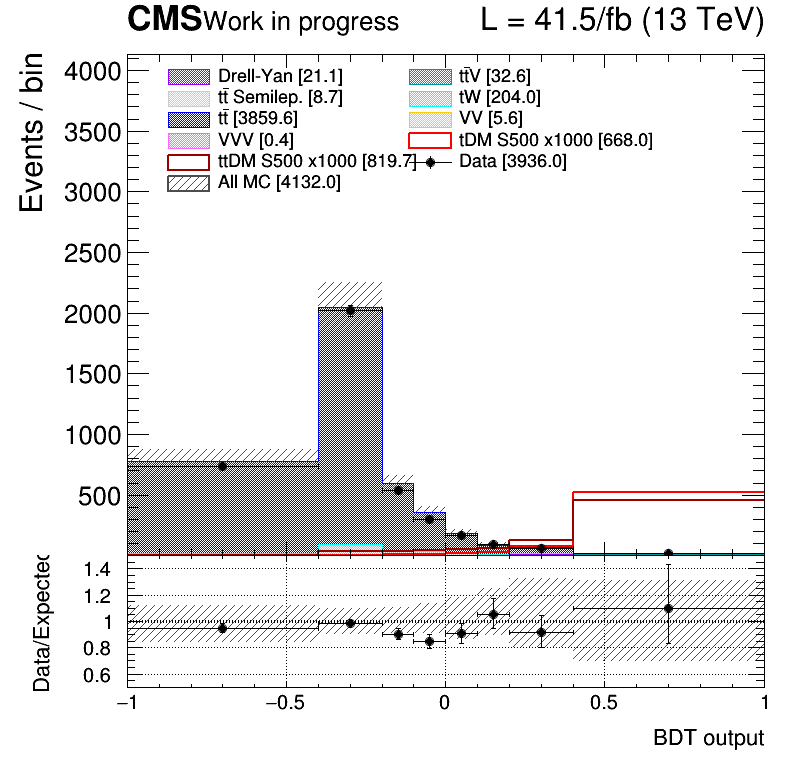 CMS Work in progress L = 41.5/fb (13 TeV)
Events / bin
4000
3500
3000
2500
2000
1500
1000
500
Drell-Yan [21.1]
tt̄ Semilep. [8.7]
tt̄ [3859.6]
VVV [0.4]
ttDM S500 x1000 [819.7]
All MC [4132.0]
tt̄V [32.6]
tW [204.0]
VV [5.6]
tDM S500 x1000 [668.0]
Data [3936.0]
Data/Expected
1.4
1.2
1
0.8
0.6
−1 −0.5 0 0.5 1
BDT output